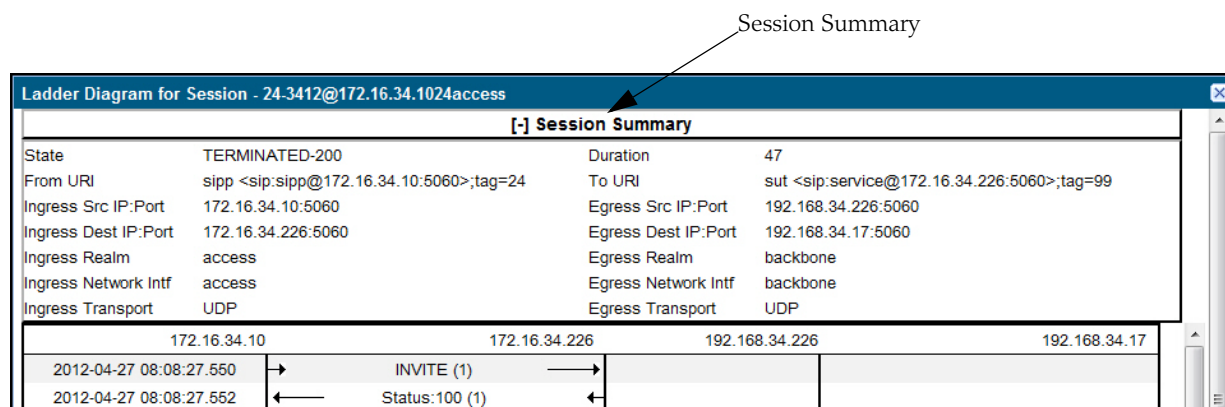 Session Summary
Ladder Diagram for Session - 24-3412@172.16.34.1024access
[-] Session Summary
State TERMINATED-200 Duration 47
From URI sipp <sip:sipp@172.16.34.10:5060>;tag=24 To URI sut <sip:service@172.16.34.226:5060>;tag=99
Ingress Src IP:Port 172.16.34.10:5060 Egress Src IP:Port 192.168.34.226:5060
Ingress Dest IP:Port 172.16.34.226:5060 Egress Dest IP:Port 192.168.34.17:5060
Ingress Realm access Egress Realm backbone
Ingress Network Intf access Egress Network Intf backbone
Ingress Transport UDP Egress Transport UDP
172.16.34.10 172.16.34.226 192.168.34.226 192.168.34.17
2012-04-27 08:08:27.550 INVITE (1)
2012-04-27 08:08:27.552 Status:100 (1)